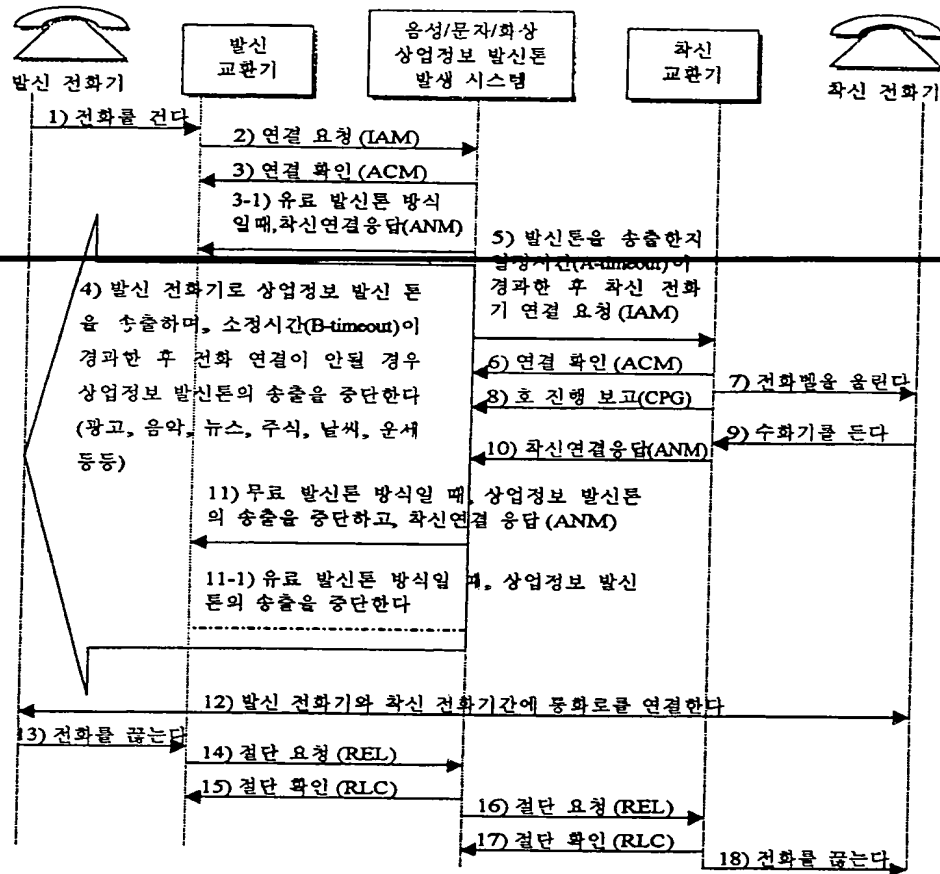 발신 전화기
발신
교환기
음성/문자/화상
상업정보 발신톤
발생 시스템
착신
교환기
착신 전화기
1) 전화를 건다
2) 연결 요청(IAM)
3) 연결 확인(ACM)
3-1) 유료 발신톤 방식
일때,착신연결응답(ANM)
4) 발신 전화기로 상업정보 발신 톤
을 송출하며, 소정시간(B-timeout)이
경과한 후 전화 연결이 안될 경우
상업정보 발신톤의 송출을 중단한다
(광고, 음악, 뉴스, 주식, 날씨, 운세
등등)
5) 발신톤을 송출한지
일정시간(A-timeout)이
경과한 후 착신 전화
기 연결 요청(IAM)
6) 연결 확인(ACM)
7) 전화벨을 울린다
8) 호 진행 보고(CPG)
9) 수화기를 든다
10) 착신연결응답(ANM)
11) 무료 발신톤 방식일 때, 상업정보 발신톤
의 송출을 중단하고, 착신연결 응답(ANM)
11-1) 유료 발신톤 방식일 때, 상업정보 발신
톤의 송출을 중단한다
12) 발신 전화기와 착신 전화기간에 통화로를 연결한다
13) 전화를 끊는다
14) 절단 요청(REL)
15) 절단 확인(RLC)
16) 절단 요청(REL)
17) 절단 확인(RLC)
18) 전화를 끊는다